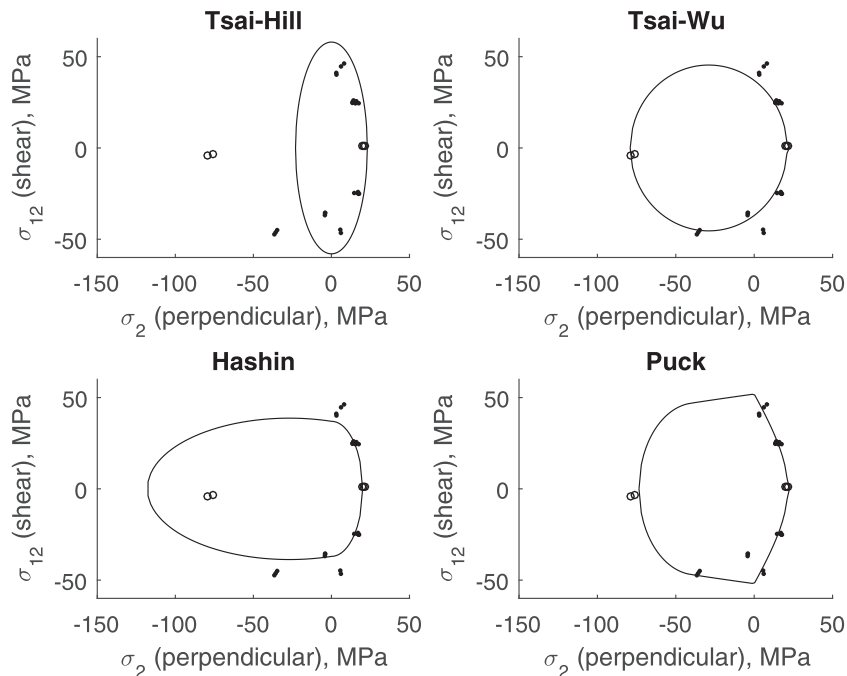 Tsai-Hill
50
0
-50
σ12 (shear), MPa
-150 -100 -50 0 50
σ2 (perpendicular), MPa
Tsai-Wu
50
0
-50
σ12 (shear), MPa
-150 -100 -50 0 50
σ2 (perpendicular), MPa
Hashin
50
0
-50
σ12 (shear), MPa
-150 -100 -50 0 50
σ2 (perpendicular), MPa
Puck
50
0
-50
σ12 (shear), MPa
-150 -100 -50 0 50
σ2 (perpendicular), MPa